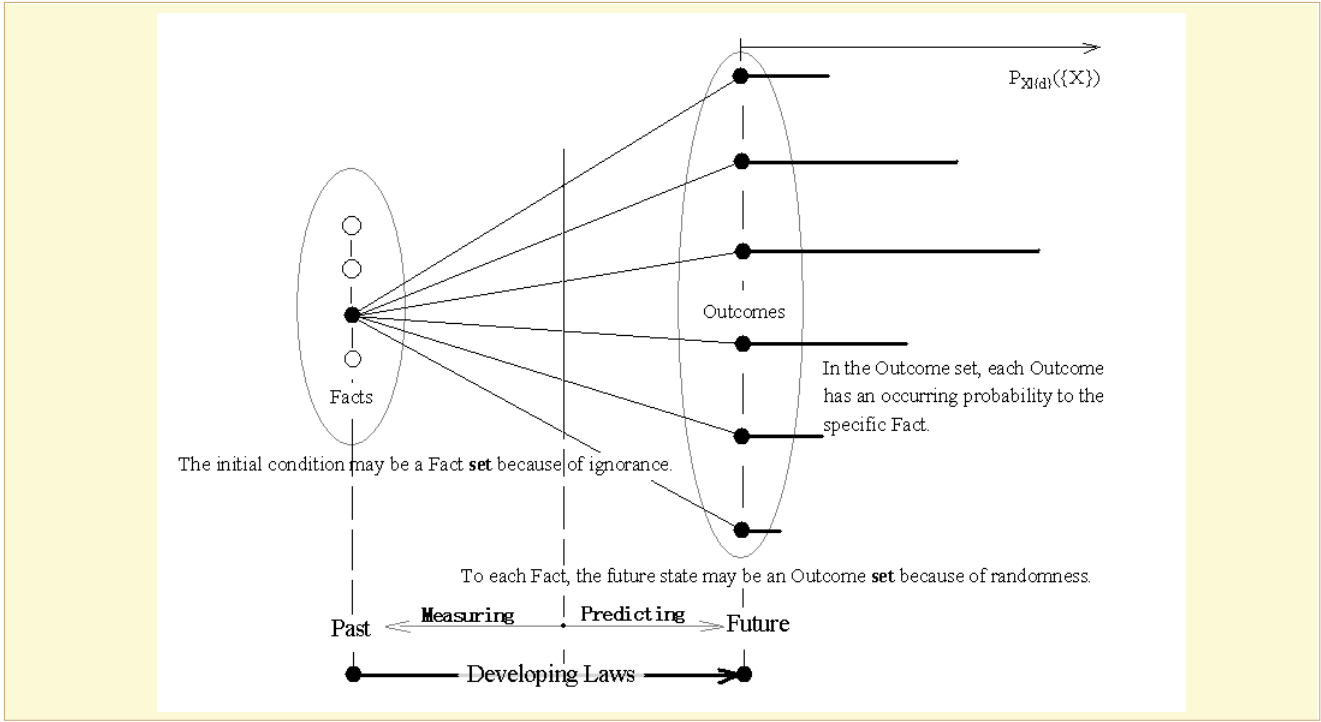 P_X|{d}({X})
Outcomes
In the Outcome set, each Outcome
has an occurring probability to the
specific Fact.
Facts
The initial condition may be a Fact set because of ignorance.
To each Fact, the future state may be an Outcome set because of randomness.
Measuring
Predicting
Past
Future
Developing Laws